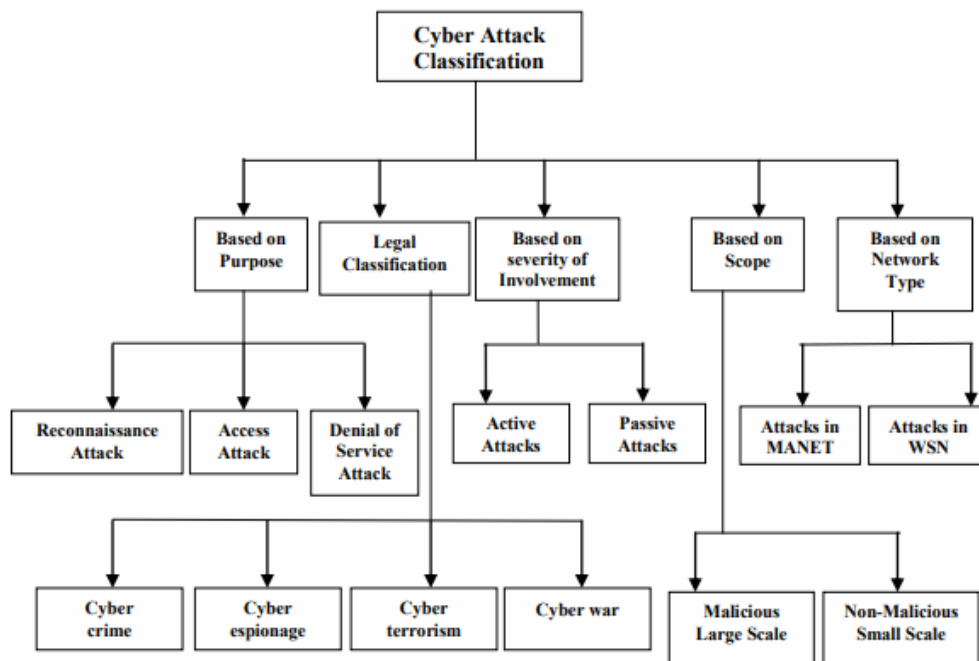 Cyber Attack
Classification
Based on
Purpose
Legal
Classification
Based on
severity of
Involvement
Based on
Scope
Based on
Network
Type
Reconnaissance
Attack
Access
Attack
Denial of
Service
Attack
Active
Attacks
Passive
Attacks
Attacks in
MANET
Attacks in
WSN
Cyber
crime
Cyber
espionage
Cyber
terrorism
Cyber war
Malicious
Large Scale
Non-Malicious
Small Scale